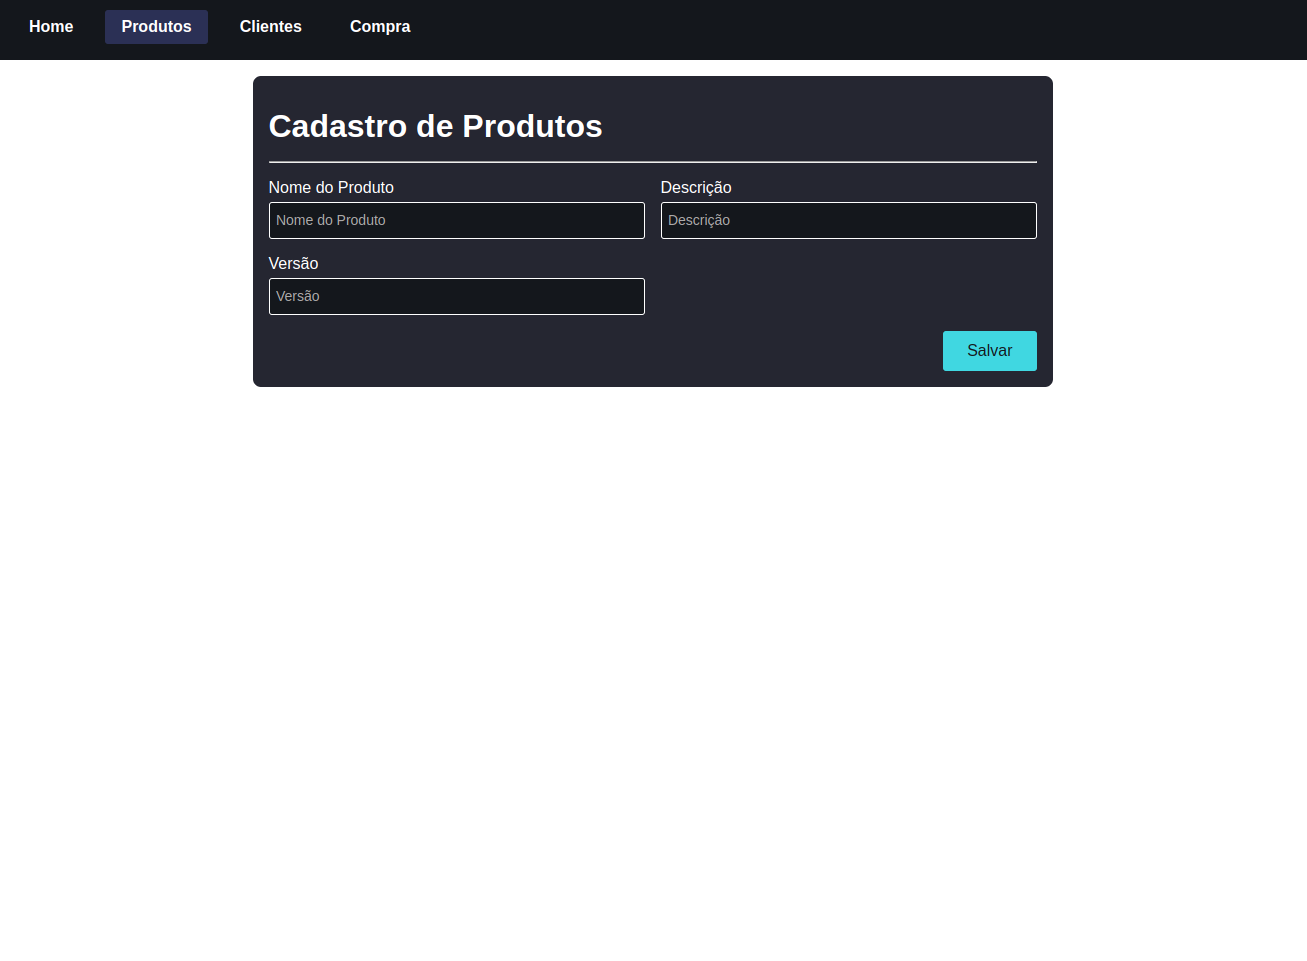 Home Produtos Clientes Compra
Cadastro de Produtos
Nome do Produto Descrição
Nome do Produto Descrição
Versão
Versão
Salvar